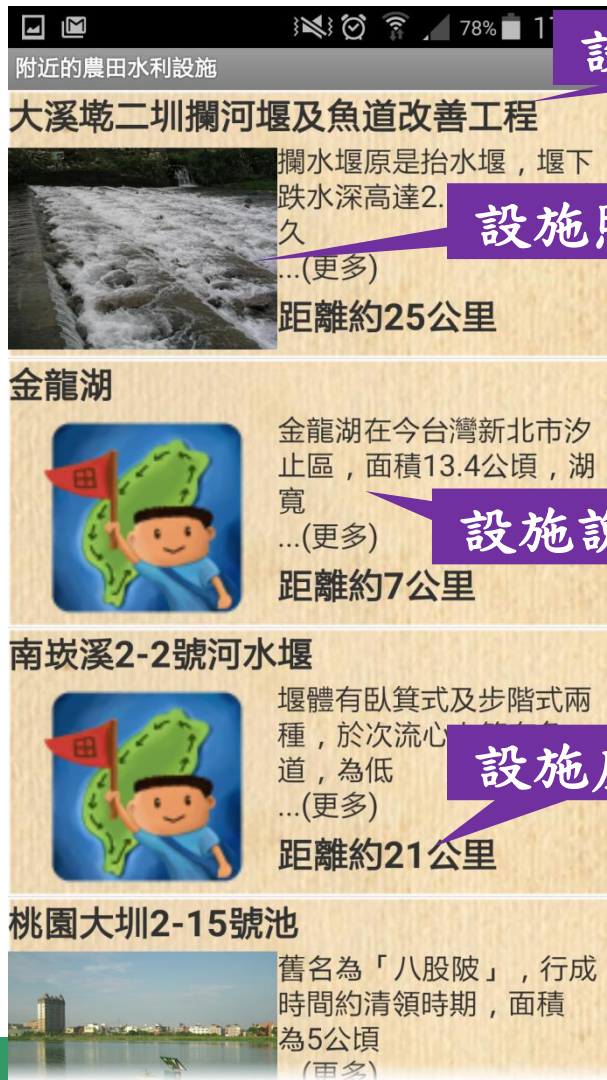 78%
附近的農田水利設施
大溪墘二圳攔河堰及魚道改善工程
攔水堰原是抬水堰，堰下
跌水深高達2.
久
...(更多)
設施
距離約25公里
金龍湖
金龍湖在今台灣新北市汐
止區，面積13.4公頃，湖
寬
...(更多)
設施
距離約7公里
南崁溪2-2號河水堰
堰體有臥箕式及步階式兩
種，於次流心
道，為低
...(更多)
設施
距離約21公里
桃園大圳2-15號池
舊名為「八股陂」，行成
時間約清領時期，面積
為5公頃
(更多)